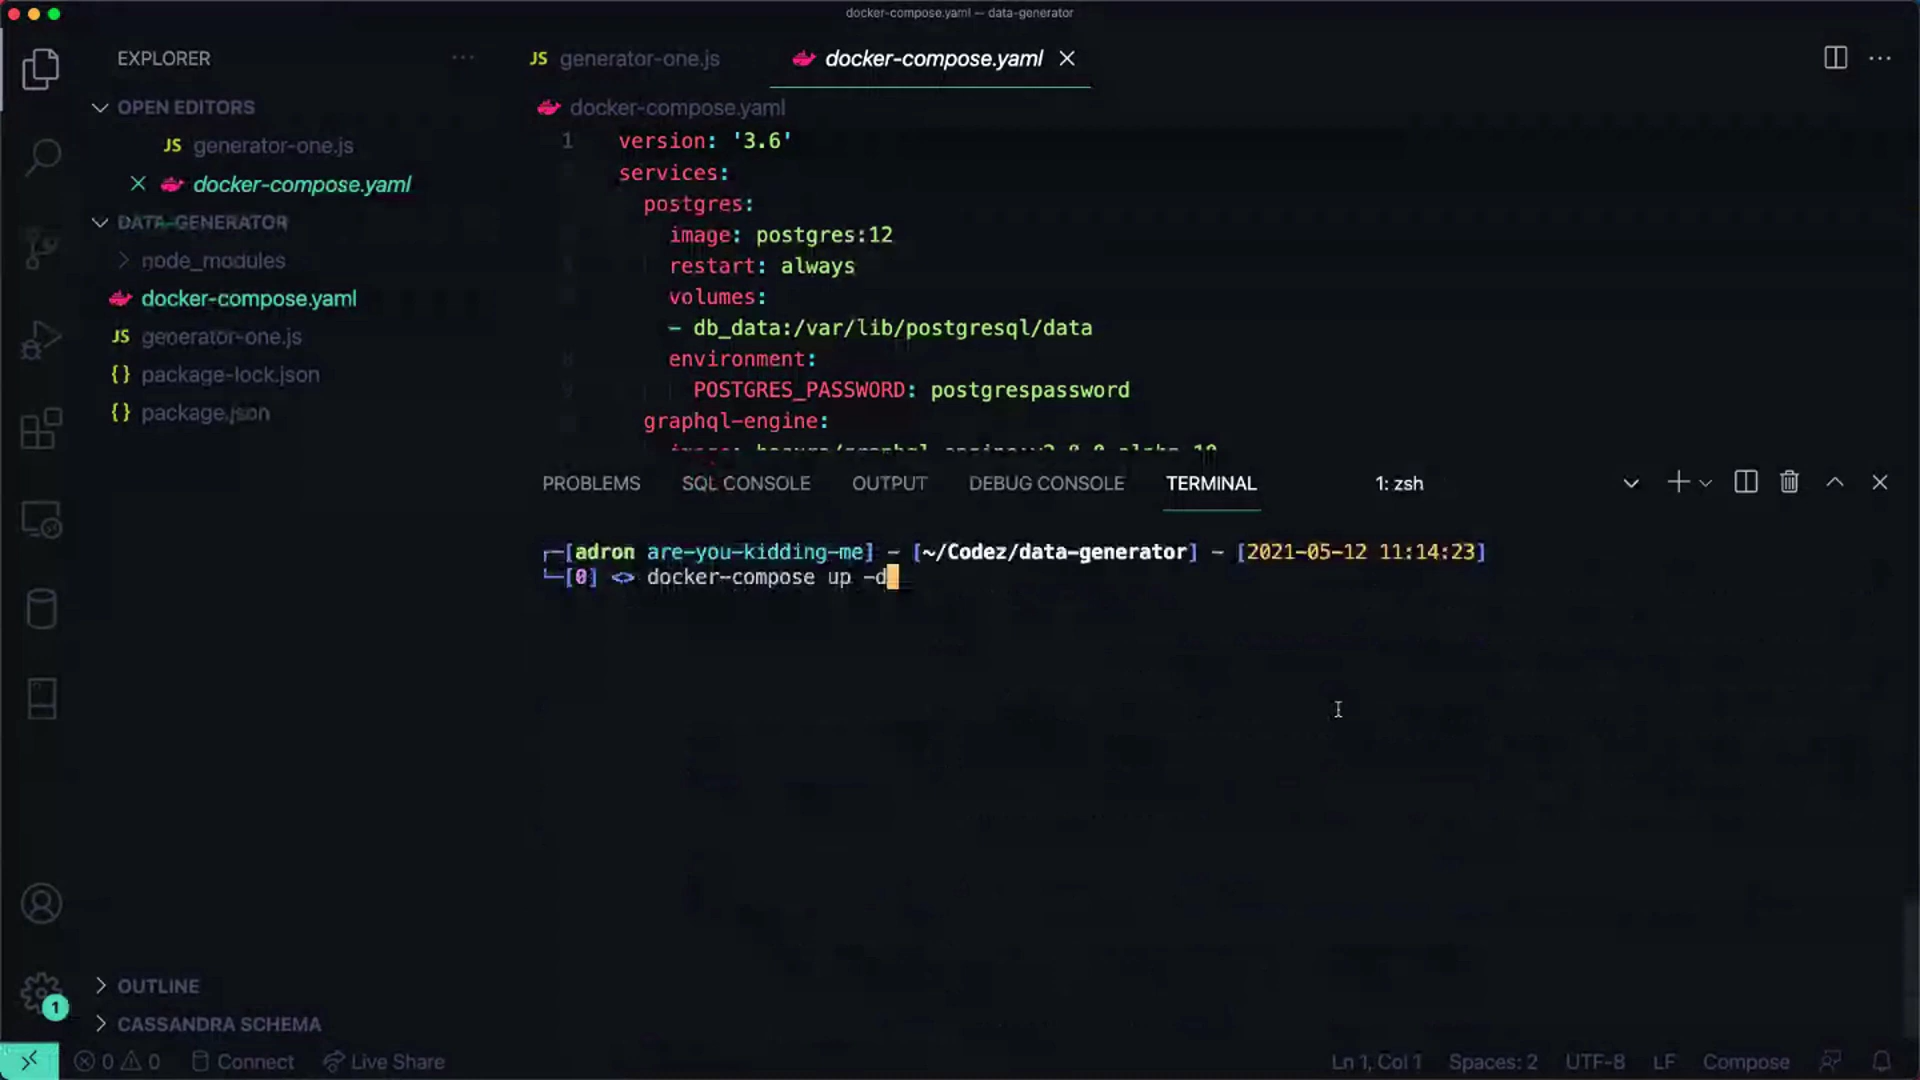 docker-compose.yaml — data-generator
EXPLORER
OPEN EDITORS
JS generator-one.js
docker-compose.yaml
DATA-GENERATOR
node_modules
docker-compose.yaml
JS generator-one.js
{} package-lock.json
{} package.json
OUTLINE
CASSANDRA SCHEMA
JS generator-one.js
docker-compose.yaml
docker-compose.yaml
1 version: '3.6'
services:
postgres:
image: postgres:12
restart: always
volumes:
- db_data:/var/lib/postgresql/data
8 environment:
9 POSTGRES_PASSWORD: postgrespassword
graphql-engine:
PROBLEMS SQL CONSOLE OUTPUT DEBUG CONSOLE TERMINAL 1: zsh
┌─[adron are-you-kidding-me] - [~/Codez/data-generator] - [2021-05-12 11:14:23]
└─[0] <> docker-compose up -d
1
0 0 Connect Live Share Ln 1, Col 1 Spaces: 2 UTF-8 LF Compose